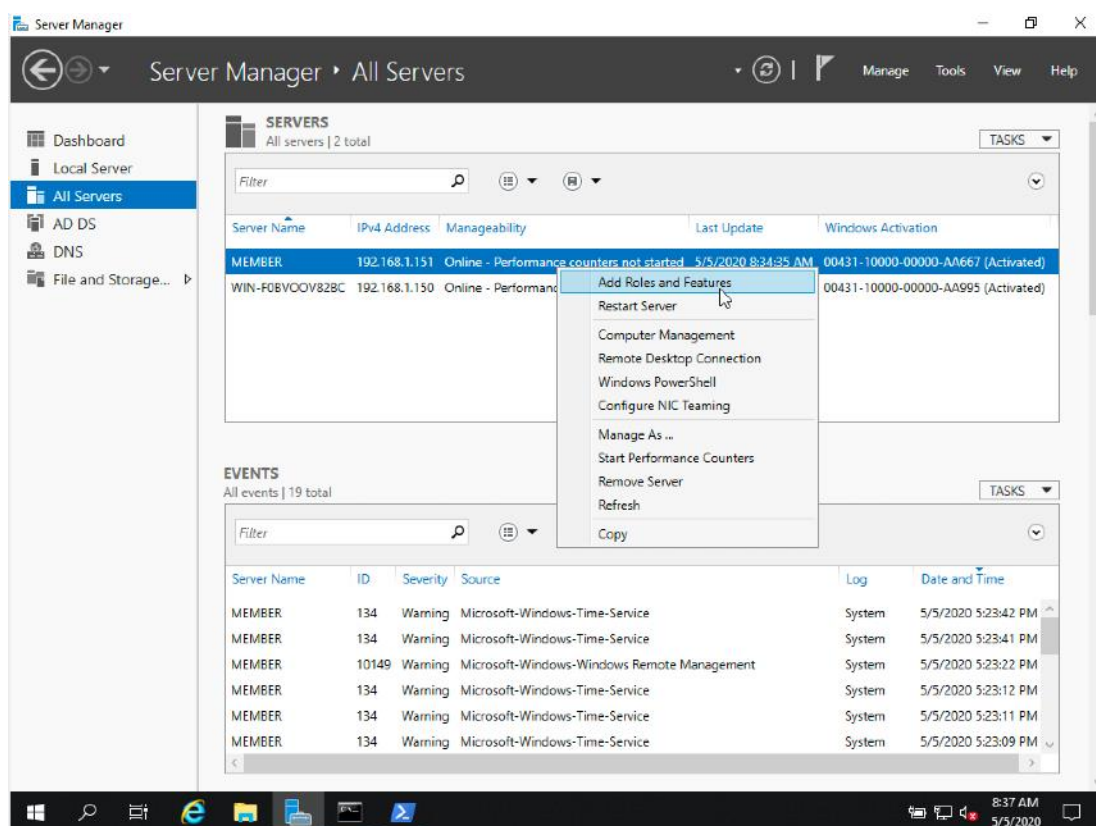 Server Manager
Server Manager ‣ All Servers
Manage Tools View Help
Dashboard
Local Server
All Servers
AD DS
DNS
File and Storage...
SERVERS
All servers | 2 total
TASKS
Filter
Server Name IPv4 Address Manageability Last Update Windows Activation
MEMBER 192.168.1.151 Online - Performance counters not started 5/5/2020 8:34:35 AM 00431-10000-00000-AA667 (Activated)
WIN-F0BVOOV82BC 192.168.1.150 Online - Performanc 00431-10000-00000-AA995 (Activated)
Add Roles and Features
Restart Server
Computer Management
Remote Desktop Connection
Windows PowerShell
Configure NIC Teaming
Manage As ...
Start Performance Counters
Remove Server
Refresh
Copy
EVENTS
All events | 19 total
TASKS
Filter
Server Name ID Severity Source Log Date and Time
MEMBER 134 Warning Microsoft-Windows-Time-Service System 5/5/2020 5:23:42 PM
MEMBER 134 Warning Microsoft-Windows-Time-Service System 5/5/2020 5:23:41 PM
MEMBER 10149 Warning Microsoft-Windows-Windows Remote Management System 5/5/2020 5:23:22 PM
MEMBER 134 Warning Microsoft-Windows-Time-Service System 5/5/2020 5:23:12 PM
MEMBER 134 Warning Microsoft-Windows-Time-Service System 5/5/2020 5:23:11 PM
MEMBER 134 Warning Microsoft-Windows-Time-Service System 5/5/2020 5:23:09 PM
8:37 AM
5/5/2020